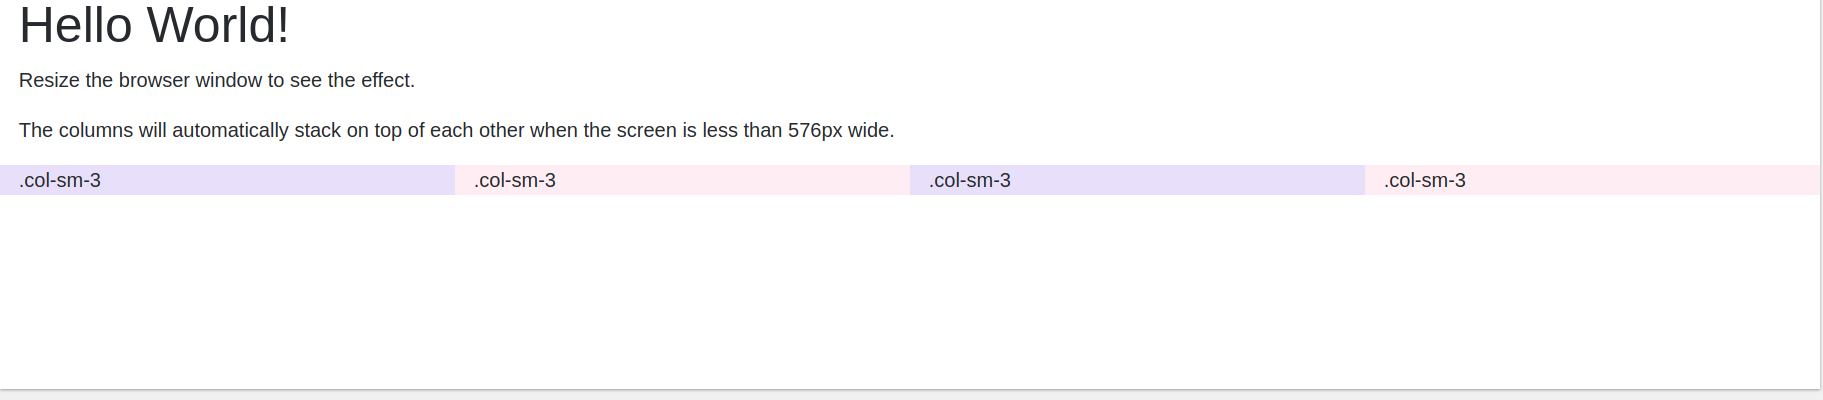 Hello World!
Resize the browser window to see the effect.
The columns will automatically stack on top of each other when the screen is less than 576px wide.
.col-sm-3 .col-sm-3 .col-sm-3 .col-sm-3